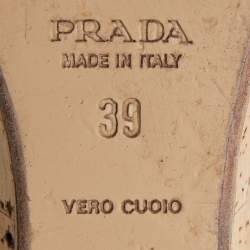 PRADA
MADE IN ITALY
39
VERO CUOIO